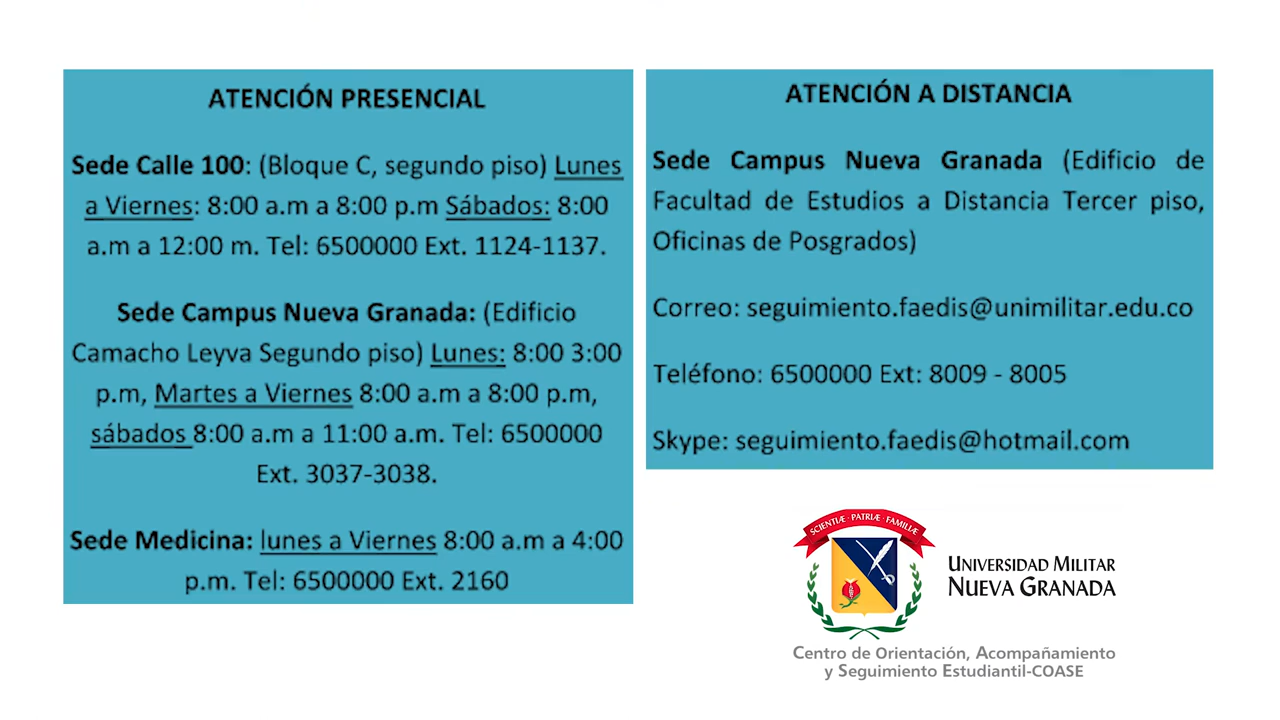 ATENCIÓN PRESENCIAL
Sede Calle 100: (Bloque C, segundo piso) Lunes
a Viernes: 8:00 a.m a 8:00 p.m Sábados: 8:00
a.m a 12:00 m. Tel: 6500000 Ext. 1124-1137.
Sede Campus Nueva Granada: (Edificio
Camacho Leyva Segundo piso) Lunes: 8:00 3:00
p.m, Martes a Viernes 8:00 a.m a 8:00 p.m,
sábados 8:00 a.m a 11:00 a.m. Tel: 6500000
Ext. 3037-3038.
Sede Medicina: lunes a Viernes 8:00 a.m a 4:00
p.m. Tel: 6500000 Ext. 2160
ATENCIÓN A DISTANCIA
Sede Campus Nueva Granada (Edificio de
Facultad de Estudios a Distancia Tercer piso,
Oficinas de Posgrados)
Correo: seguimiento.faedis@unimilitar.edu.co
Teléfono: 6500000 Ext: 8009 - 8005
Skype: seguimiento.faedis@hotmail.com
SCIENTIÆ · PATRIÆ · FAMILIÆ
UNIVERSIDAD MILITAR
NUEVA GRANADA
Centro de Orientación, Acompañamiento
y Seguimiento Estudiantil-COASE